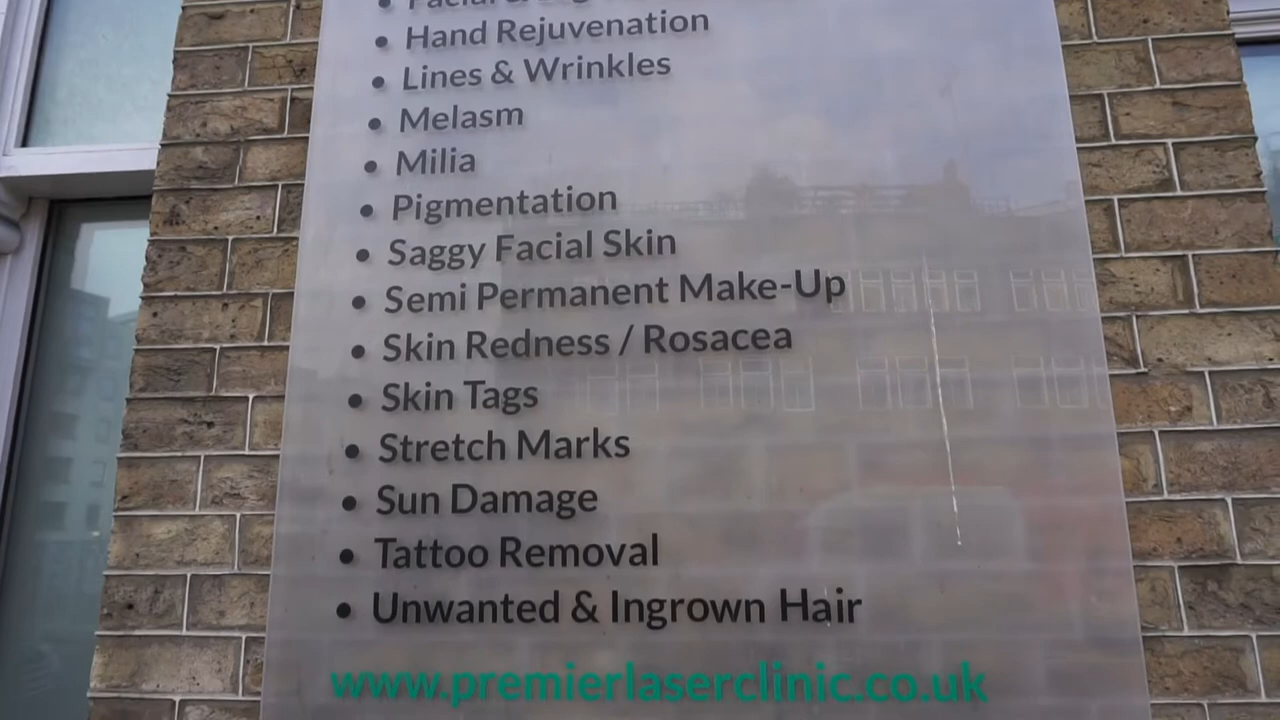 • Hand Rejuvenation
• Lines & Wrinkles
• Melasm
• Milia
• Pigmentation
• Saggy Facial Skin
• Semi Permanent Make-Up
• Skin Redness / Rosacea
• Skin Tags
• Stretch Marks
• Sun Damage
• Tattoo Removal
• Unwanted & Ingrown Hair
www.premierlaserclinic.co.uk